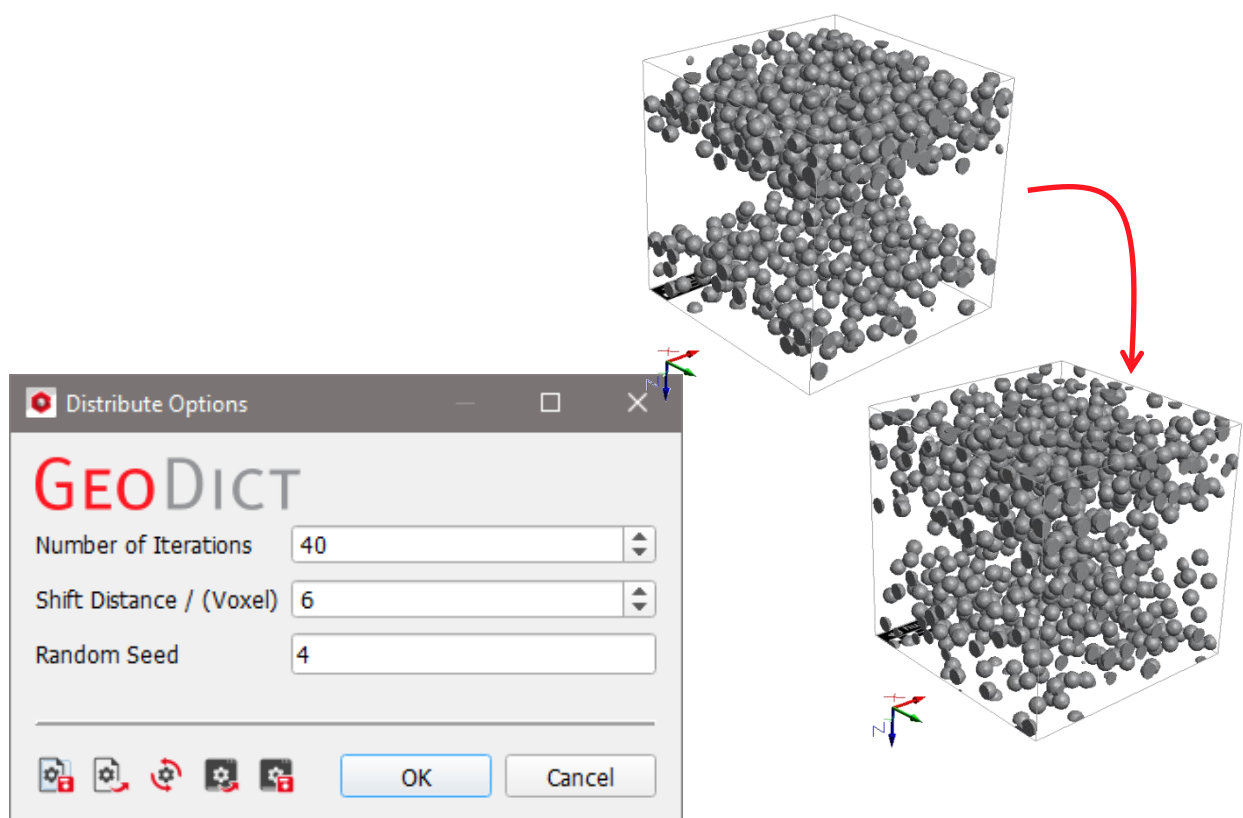 Distribute Options
GEODICT
Number of Iterations 40
Shift Distance / (Voxel) 6
Random Seed 4
OK Cancel
Z
Z